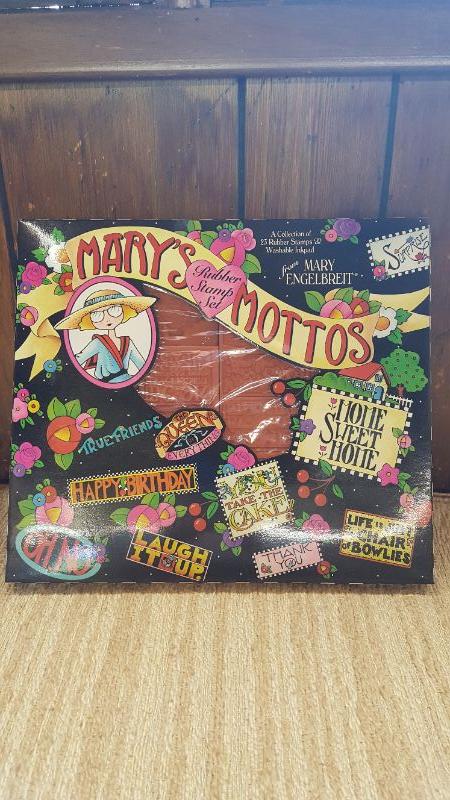 MARY'S
Rubber
Stamp
Set
MOTTOS
A Collection of
23 Rubber Stamps &
Washable Inkpad
from MARY
ENGELBREIT
TRUE FRIENDS
THE
QUEEN
OF
EVERYTHING
HOME
SWEET
HOME
HAPPY BIRTHDAY
TAKE THE
CAKE!
OH NO!
LAUGH
IT UP
THANK
YOU
LIFE IS
CHAIR
OF BOWLIES